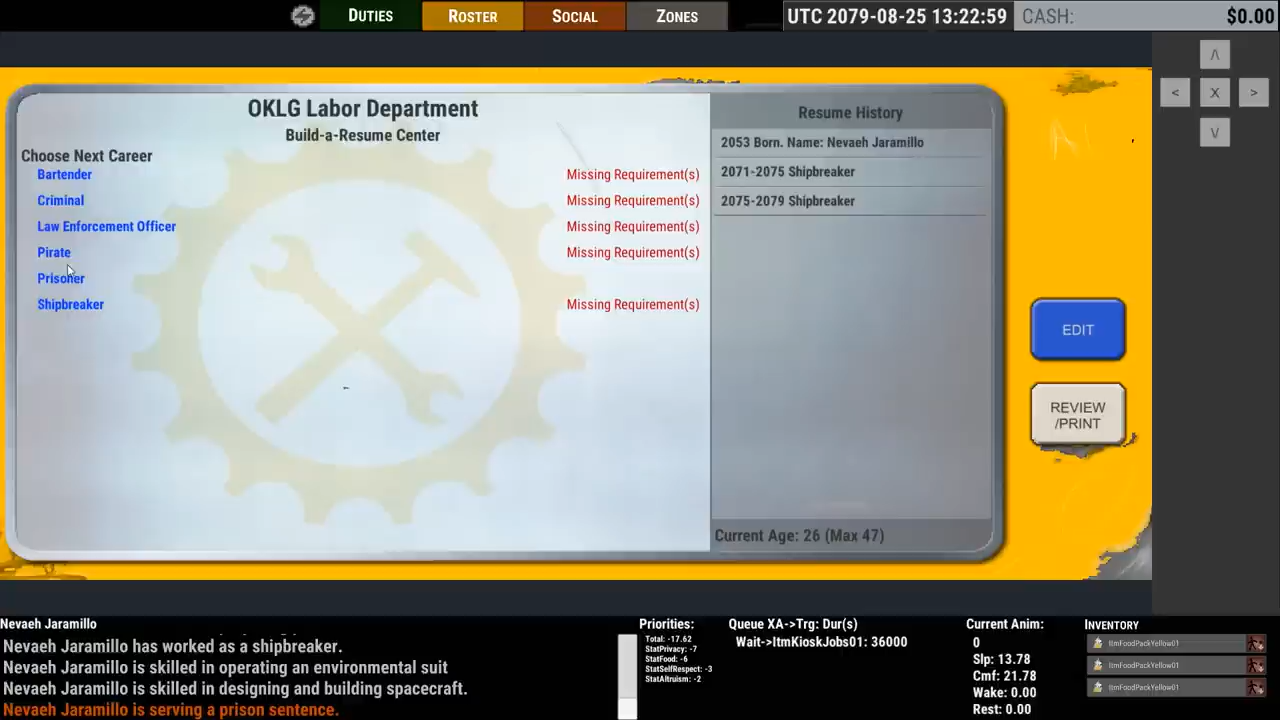 DUTIES
ROSTER
SOCIAL
ZONES
UTC 2079-08-25 13:22:59
CASH: $0.00
/\
< X >
\/
OKLG Labor Department
Build-a-Resume Center
Choose Next Career
Bartender Missing Requirement(s)
Criminal Missing Requirement(s)
Law Enforcement Officer Missing Requirement(s)
Pirate Missing Requirement(s)
Prisoner
Shipbreaker Missing Requirement(s)
Resume History
2053 Born. Name: Nevaeh Jaramillo
2071-2075 Shipbreaker
2075-2079 Shipbreaker
Current Age: 26 (Max 47)
EDIT
REVIEW
/PRINT
Nevaeh Jaramillo
Nevaeh Jaramillo has worked as a shipbreaker.
Nevaeh Jaramillo is skilled in operating an environmental suit
Nevaeh Jaramillo is skilled in designing and building spacecraft.
Nevaeh Jaramillo is serving a prison sentence.
Priorities:
Total: -17.62
StatPrivacy: -7
StatFood: -6
StatSelfRespect: -3
StatAltruism: -2
Queue XA->Trg: Dur(s)
Wait->ItmKioskJobs01: 36000
Current Anim:
0
Slp: 13.78
Cmf: 21.78
Wake: 0.00
Rest: 0.00
INVENTORY
ItmFoodPackYellow01
ItmFoodPackYellow01
ItmFoodPackYellow01